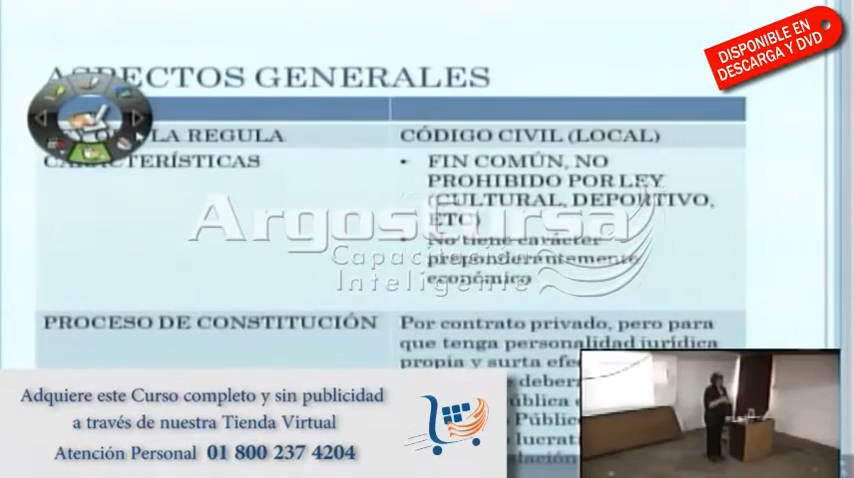 DISPONIBLE EN
DESCARGA Y DVD
ASPECTOS GENERALES
LA REGULA
CÓDIGO CIVIL (LOCAL)
CARACTERÍSTICAS
• FIN COMÚN, NO
PROHIBIDO POR LEY
(CULTURAL, DEPORTIVO,
ETC)
• No tiene carácter
preponderantemente
económico
ArgosCursa
Capacitación
Inteligente
PROCESO DE CONSTITUCIÓN
Por contrato privado, pero para
que tenga personalidad jurídica
propia y surta
Público
Adquiere este Curso completo y sin publicidad
a través de nuestra Tienda Virtual
Atención Personal 01 800 237 4204